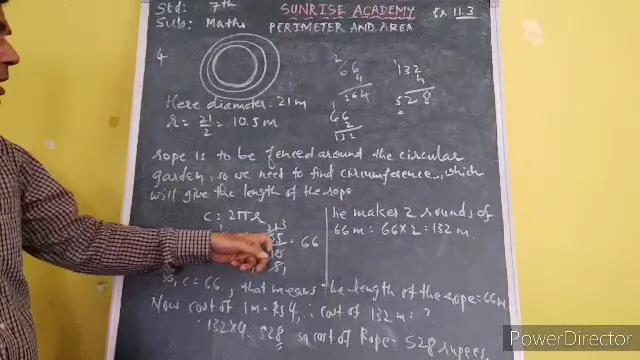 Std: 7th
SUNRISE ACADEMY
Ex 11.3
Sub: Maths
PERIMETER AND AREA
4
66
4
264
132
4
528
66
2
132
Here diameter = 21 m
r = 21/2 = 10.5 m
rope is to be fenced around the circular
garden, so we need to find circumference, which
will give the length of the rope
C = 2πr
= 66
he makes 2 rounds of
66 m = 66 X 2 = 132 m
So, C = 66, that means the length of the rope = 66 m
Now cost of 1m = Rs 4, ∴ cost of 132 m = ?
= 132 X 4 = 528 so cost of Rope = 528 rupees
Made With
PowerDirector